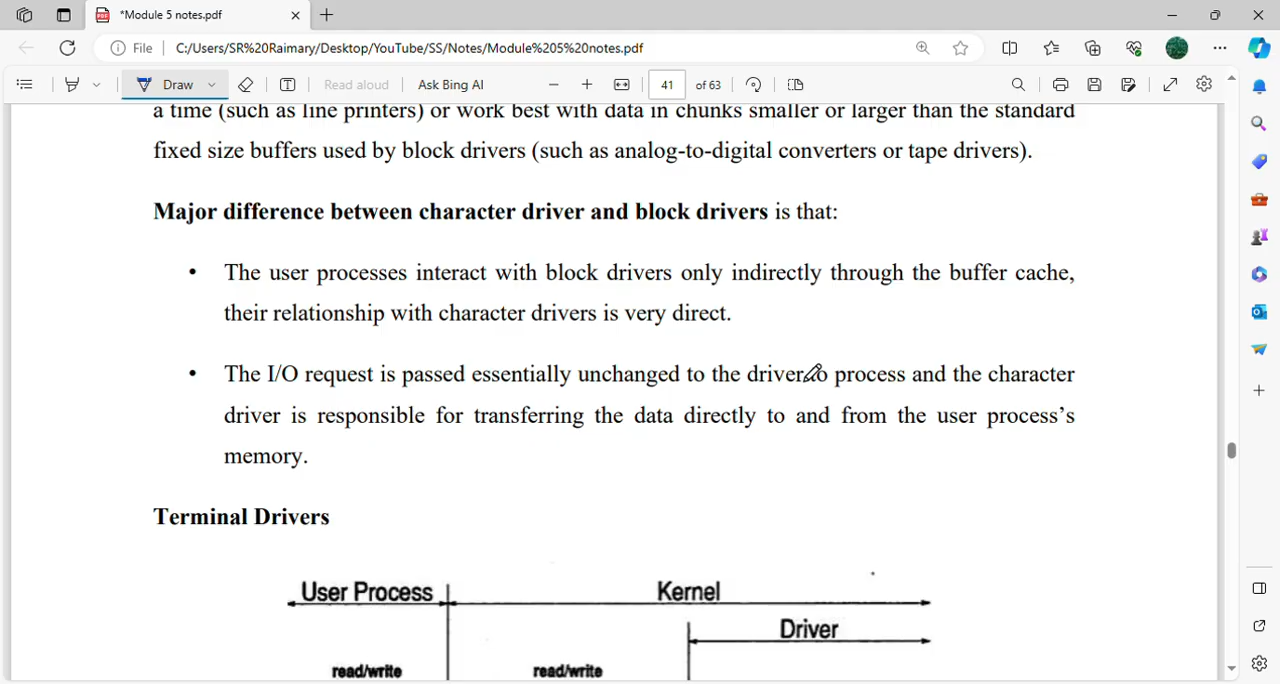 *Module 5 notes.pdf
File C:/Users/SR%20Raimary/Desktop/YouTube/SS/Notes/Module%205%20notes.pdf
Draw Read aloud Ask Bing AI 41 of 63
a time (such as line printers) or work best with data in chunks smaller or larger than the standard
fixed size buffers used by block drivers (such as analog-to-digital converters or tape drivers).
Major difference between character driver and block drivers is that:
• The user processes interact with block drivers only indirectly through the buffer cache,
their relationship with character drivers is very direct.
• The I/O request is passed essentially unchanged to the driver to process and the character
driver is responsible for transferring the data directly to and from the user process's
memory.
Terminal Drivers
User Process Kernel
Driver
read/write read/write